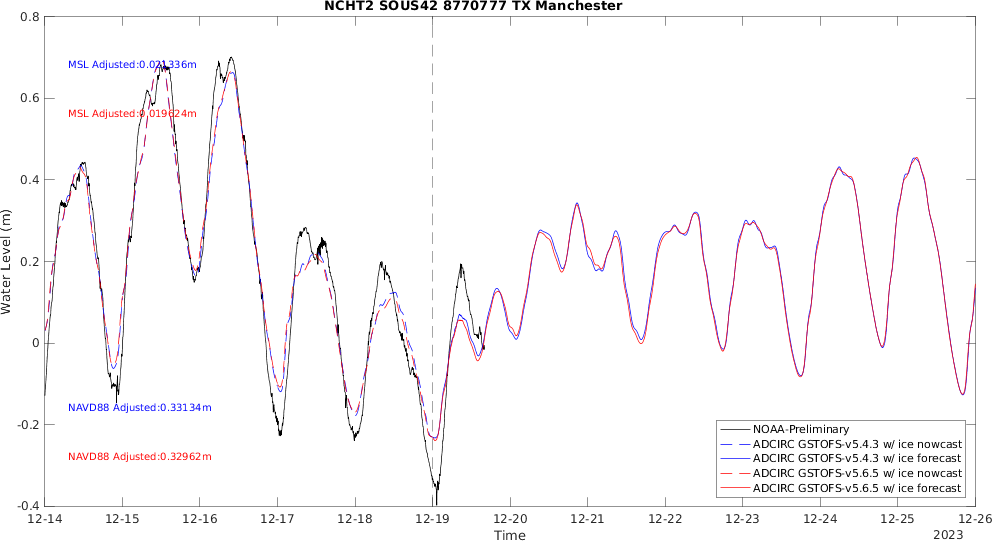 NCHT2 SOUS42 8770777 TX Manchester
0.8
0.6
0.4
0.2
0
-0.2
-0.4
Water Level (m)
MSL Adjusted:0.021336m
MSL Adjusted:0.019624m
NAVD88 Adjusted:0.33134m
NAVD88 Adjusted:0.32962m
NOAA-Preliminary
ADCIRC GSTOFS-v5.4.3 w/ ice nowcast
ADCIRC GSTOFS-v5.4.3 w/ ice forecast
ADCIRC GSTOFS-v5.6.5 w/ ice nowcast
ADCIRC GSTOFS-v5.6.5 w/ ice forecast
12-14 12-15 12-16 12-17 12-18 12-19 12-20 12-21 12-22 12-23 12-24 12-25 12-26
Time
2023